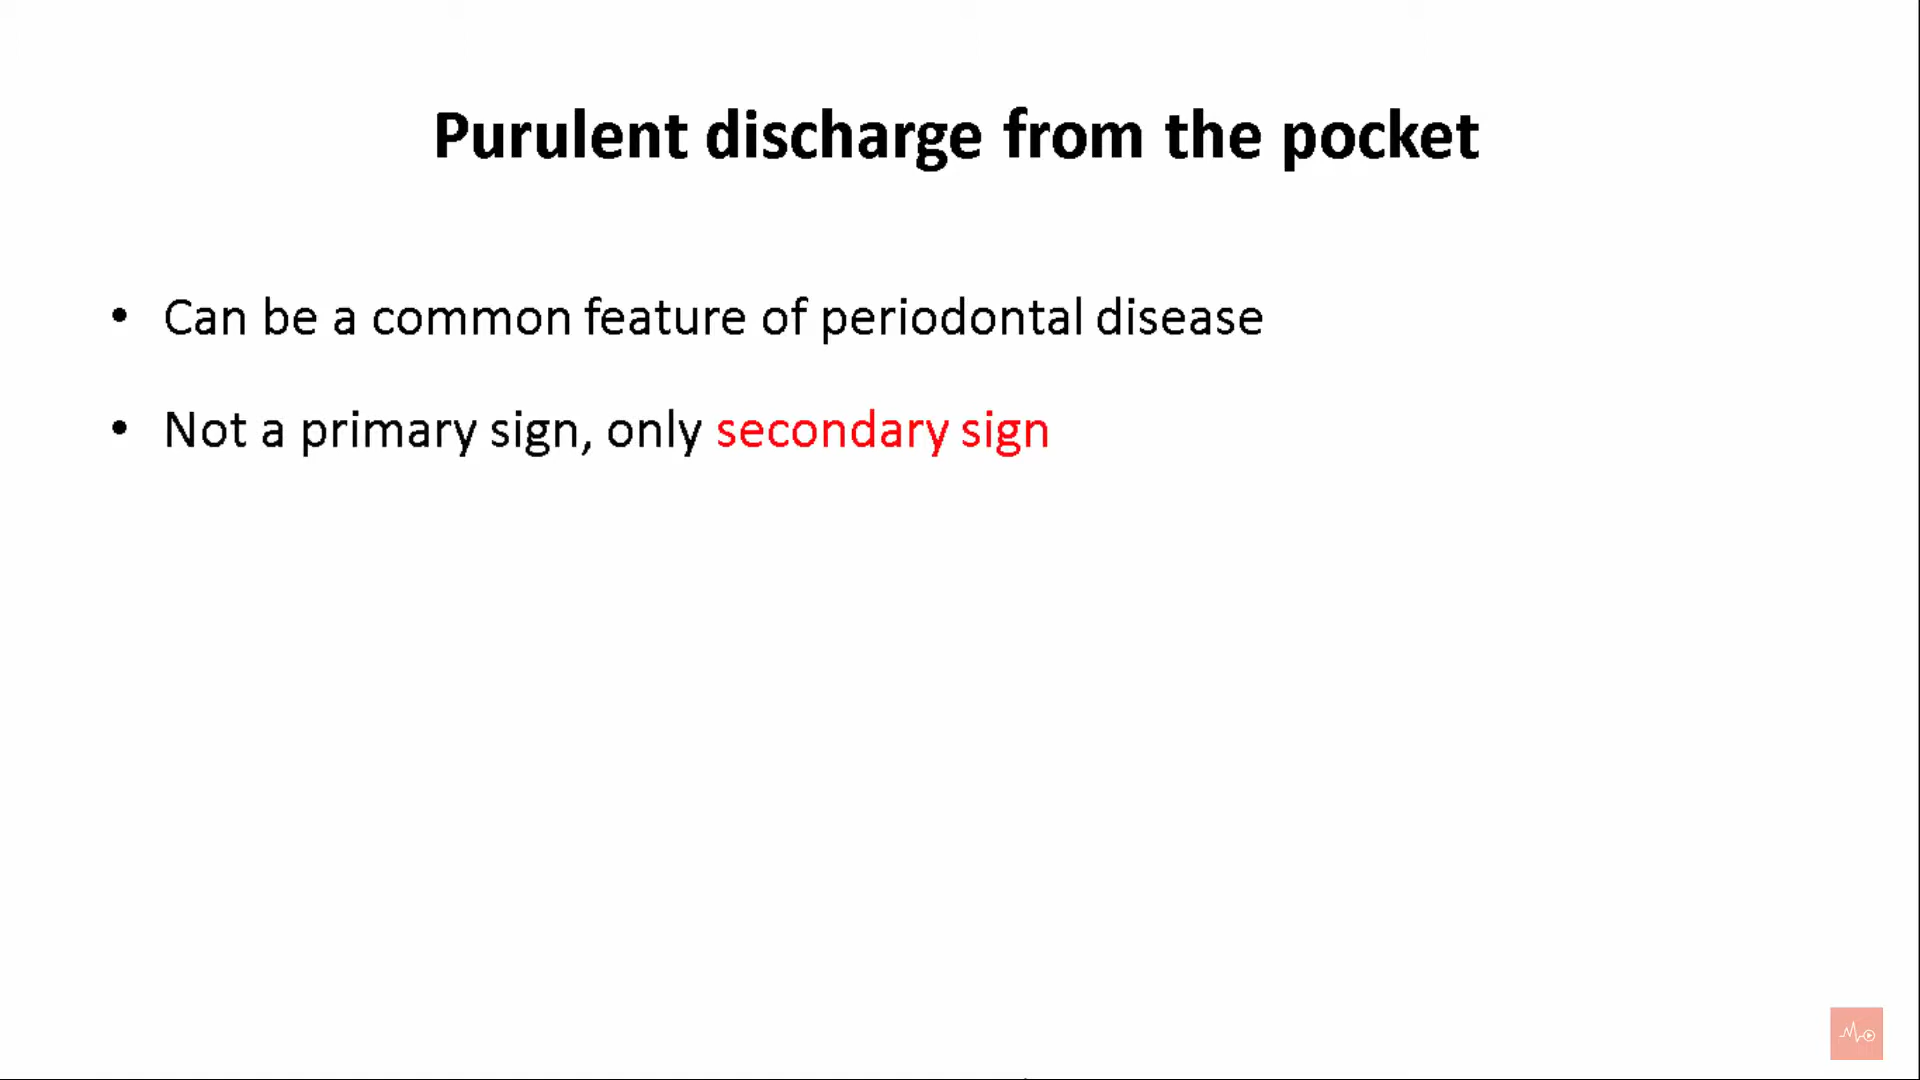 Purulent discharge from the pocket
• Can be a common feature of periodontal disease
• Not a primary sign, only secondary sign